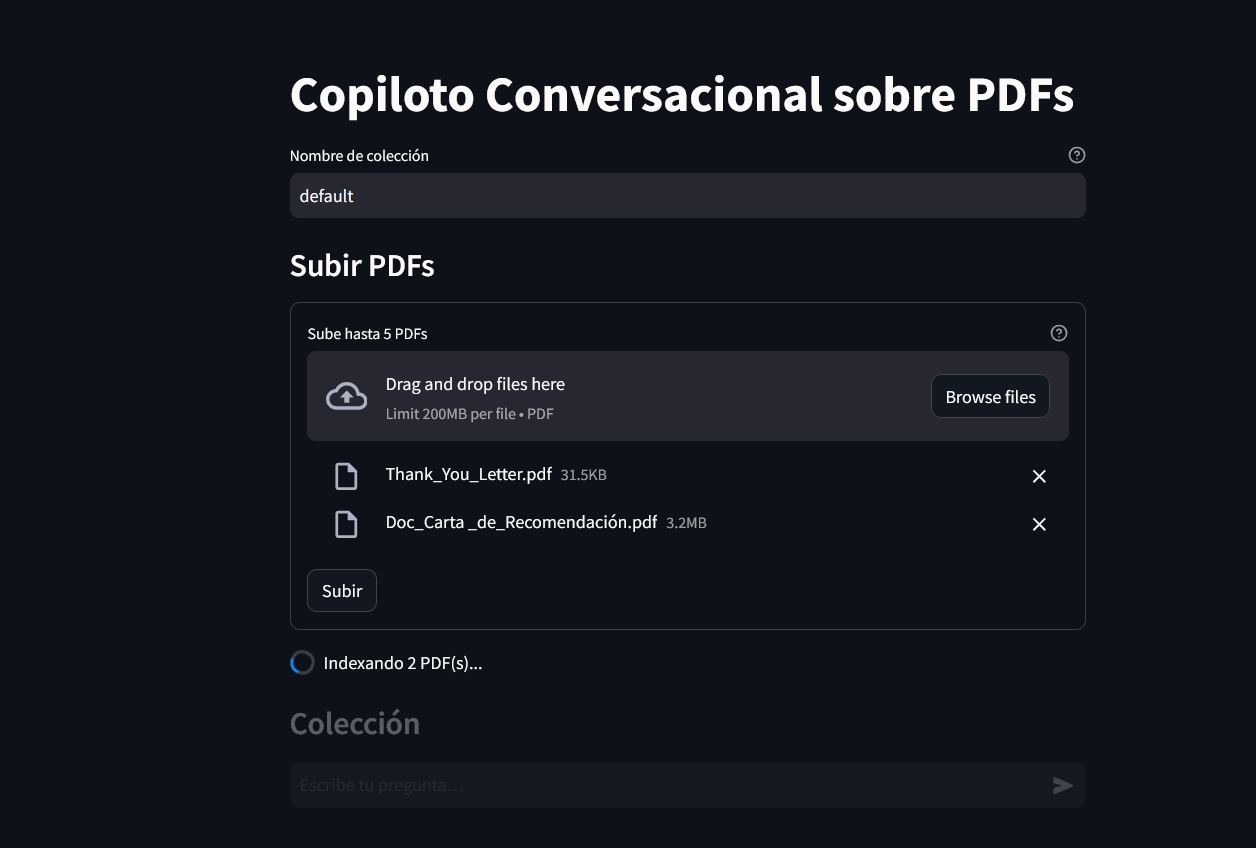 Copiloto Conversacional sobre PDFs
Nombre de colección
default
Subir PDFs
Sube hasta 5 PDFs
Drag and drop files here
Limit 200MB per file • PDF
Browse files
Thank_You_Letter.pdf 31.5KB
Doc_Carta _de_Recomendación.pdf 3.2MB
Subir
Indexando 2 PDF(s)...
Colección
Escribe tu pregunta...